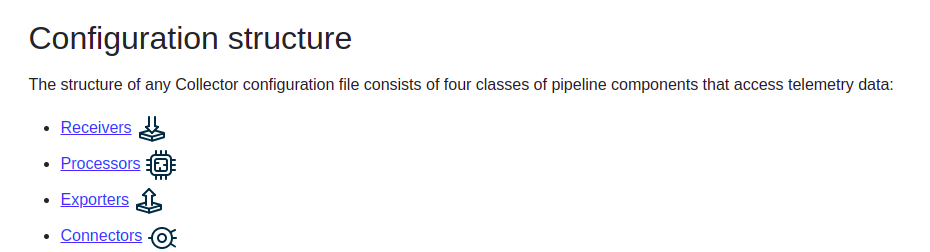 Configuration structure
The structure of any Collector configuration file consists of four classes of pipeline components that access telemetry data:
• Receivers
• Processors
• Exporters
• Connectors